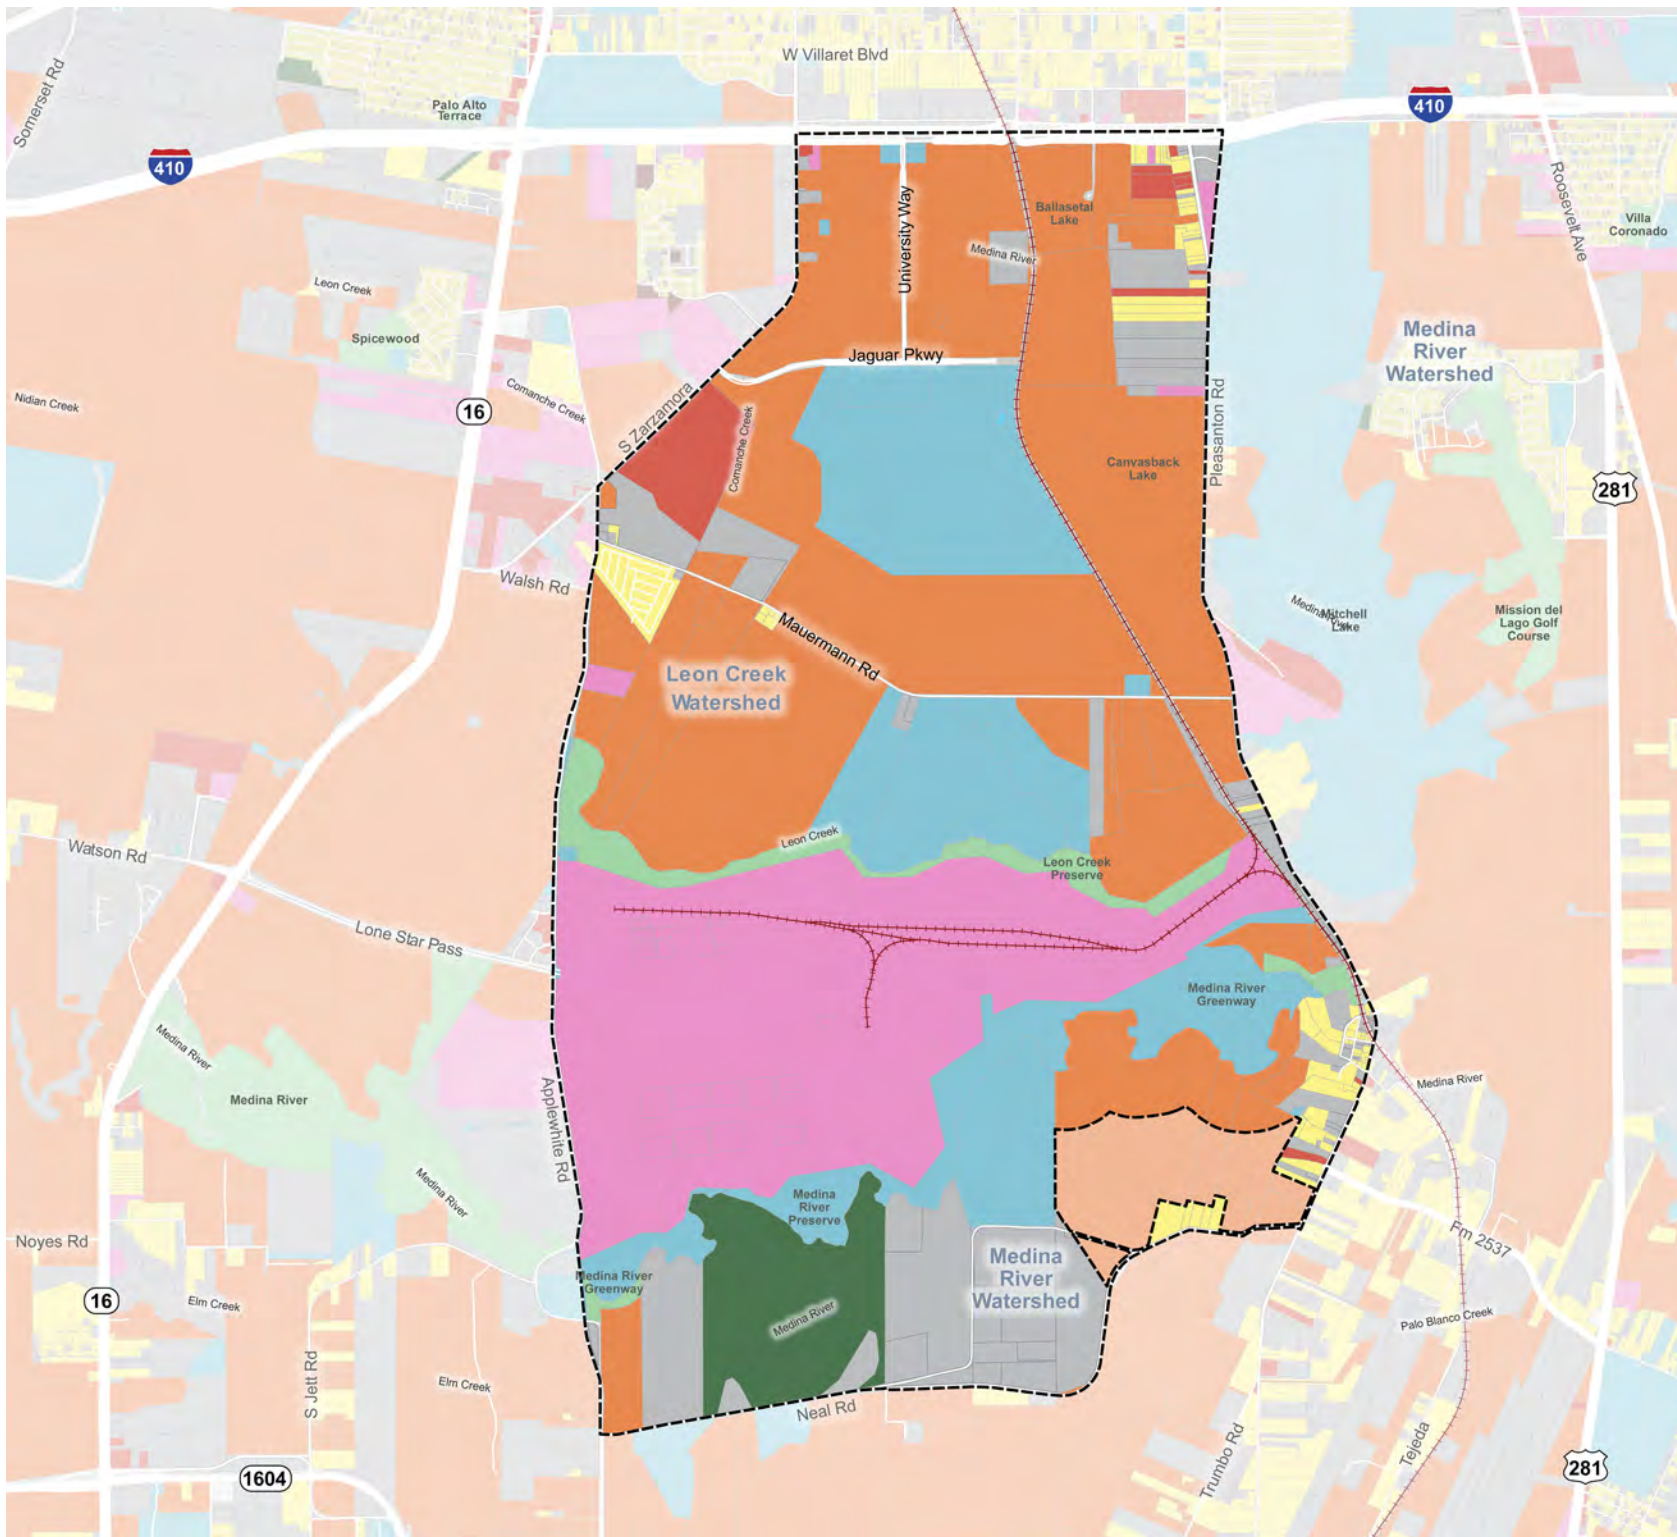 W Villaret Blvd
Somerset Rd
Palo Alto
Terrace
410
410
Roosevelt Ave
University Way
Ballasetal
Lake
Villa
Coronado
Medina River
Leon Creek
Spicewood
Medina
River
Watershed
Jaguar Pkwy
Comanche Creek
Nidian Creek
16
S Zarzamora
Comanche Creek
Pleasanton Rd
Canvasback
Lake
281
Walsh Rd
Medina River
Mitchell
Lake
Mission del
Lago Golf
Course
Mauermann Rd
Leon Creek
Watershed
Watson Rd
Leon Creek
Leon Creek
Preserve
Lone Star Pass
Medina River
Greenway
Medina River
Medina River
Medina River
Applewhite Rd
Medina River
Medina
River
Preserve
Noyes Rd
Fm 2537
Medina
River
Watershed
Medina River
Greenway
16
Elm Creek
Medina River
Palo Blanco Creek
S Jett Rd
Elm Creek
Neal Rd
Trumbo Rd
Tejeda
1604
281